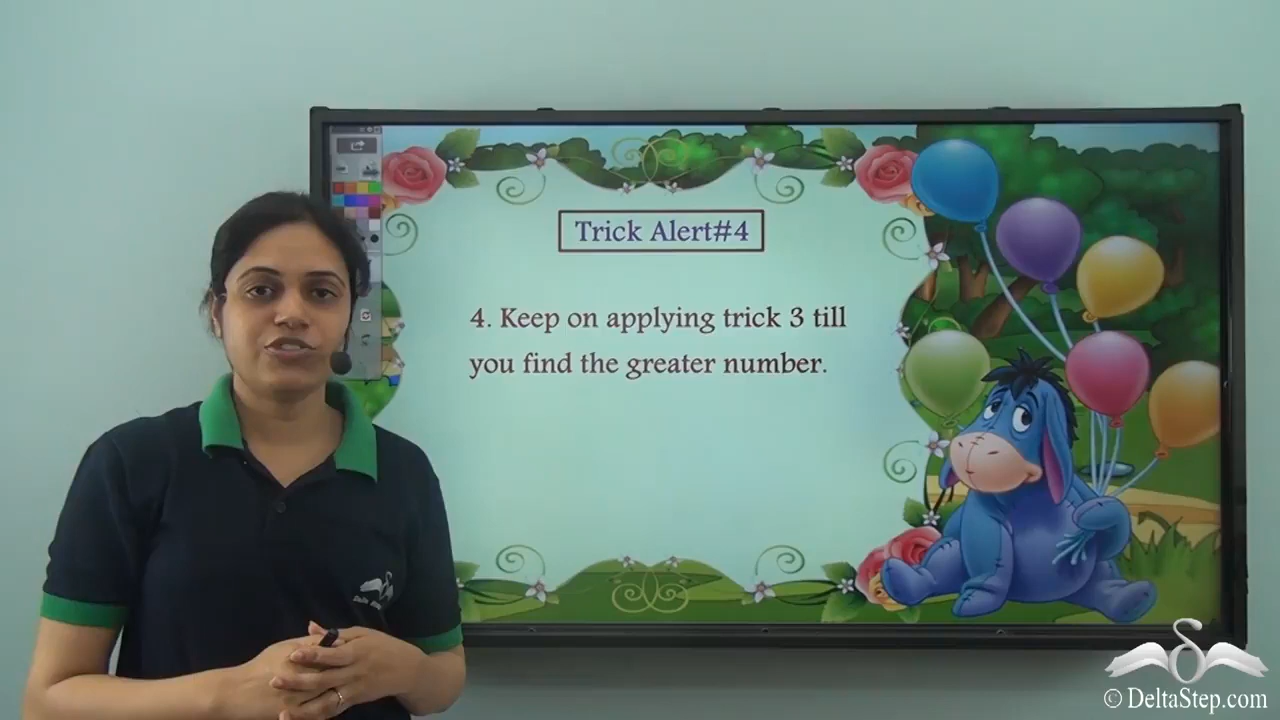 Trick Alert#4
4. Keep on applying trick 3 till
you find the greater number.
© DeltaStep.com